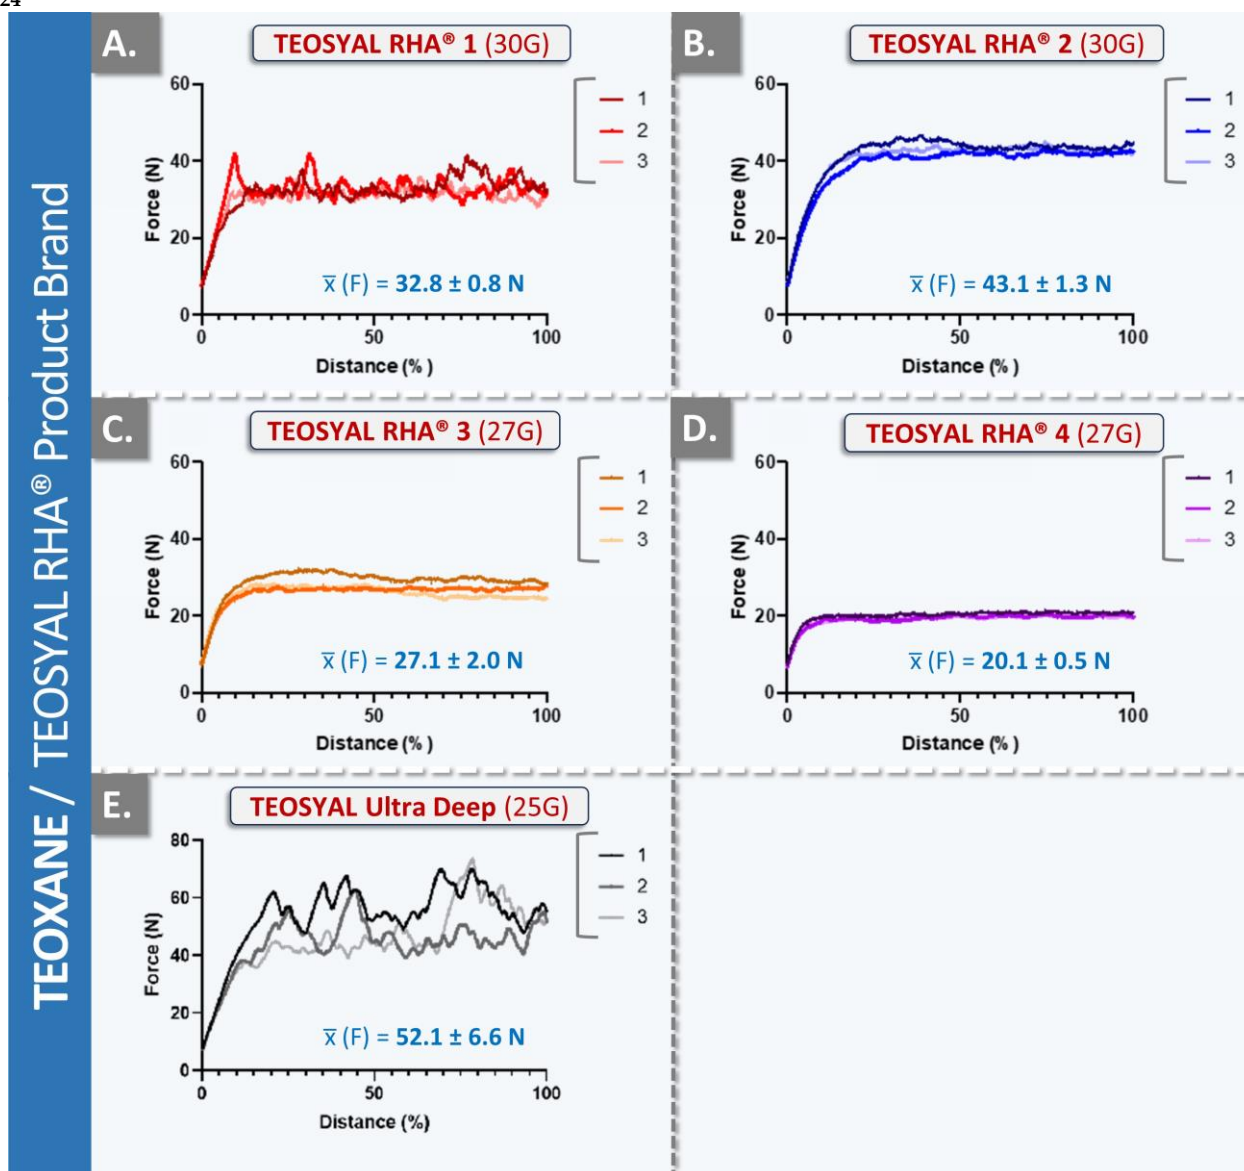 24
TEOXANE / TEOSYAL RHA® Product Brand
A.
TEOSYAL RHA® 1 (30G)
60
40
20
0
Force (N)
0
50
100
Distance (% )
1
2
3
x̅ (F) = 32.8 ± 0.8 N
B.
TEOSYAL RHA® 2 (30G)
60
40
20
0
Force (N)
0
50
100
Distance (% )
1
2
3
x̅ (F) = 43.1 ± 1.3 N
C.
TEOSYAL RHA® 3 (27G)
60
40
20
0
Force (N)
0
50
100
Distance (% )
1
2
3
x̅ (F) = 27.1 ± 2.0 N
D.
TEOSYAL RHA® 4 (27G)
60
40
20
0
Force (N)
0
50
100
Distance (% )
1
2
3
x̅ (F) = 20.1 ± 0.5 N
E.
TEOSYAL Ultra Deep (25G)
80
60
40
20
0
Force (N)
0
50
100
Distance (%)
1
2
3
x̅ (F) = 52.1 ± 6.6 N